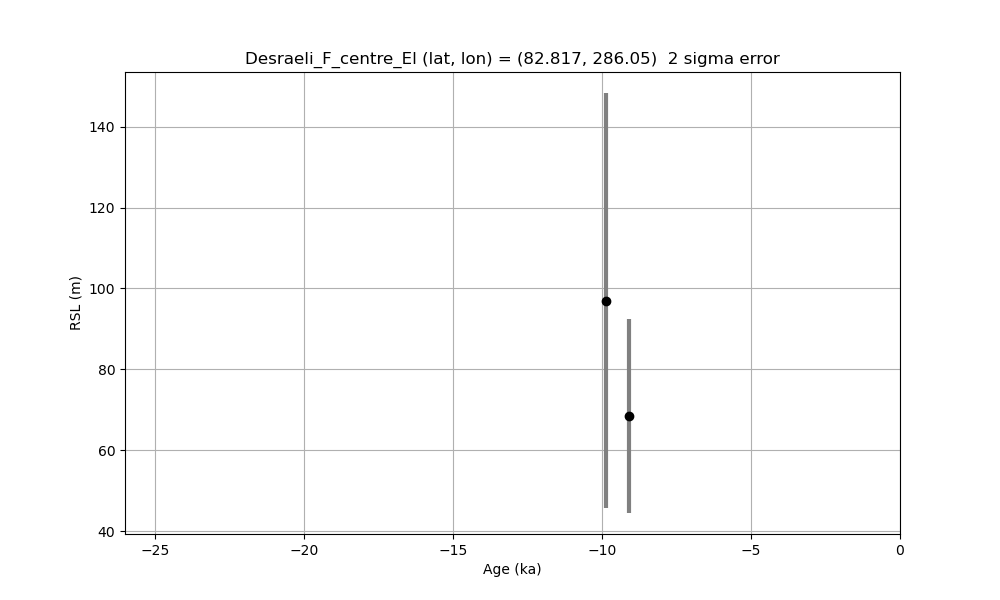 Desraeli_F_centre_El (lat, lon) = (82.817, 286.05)  2 sigma error
RSL (m)
140
120
100
80
60
40
−25 −20 −15 −10 −5 0
Age (ka)